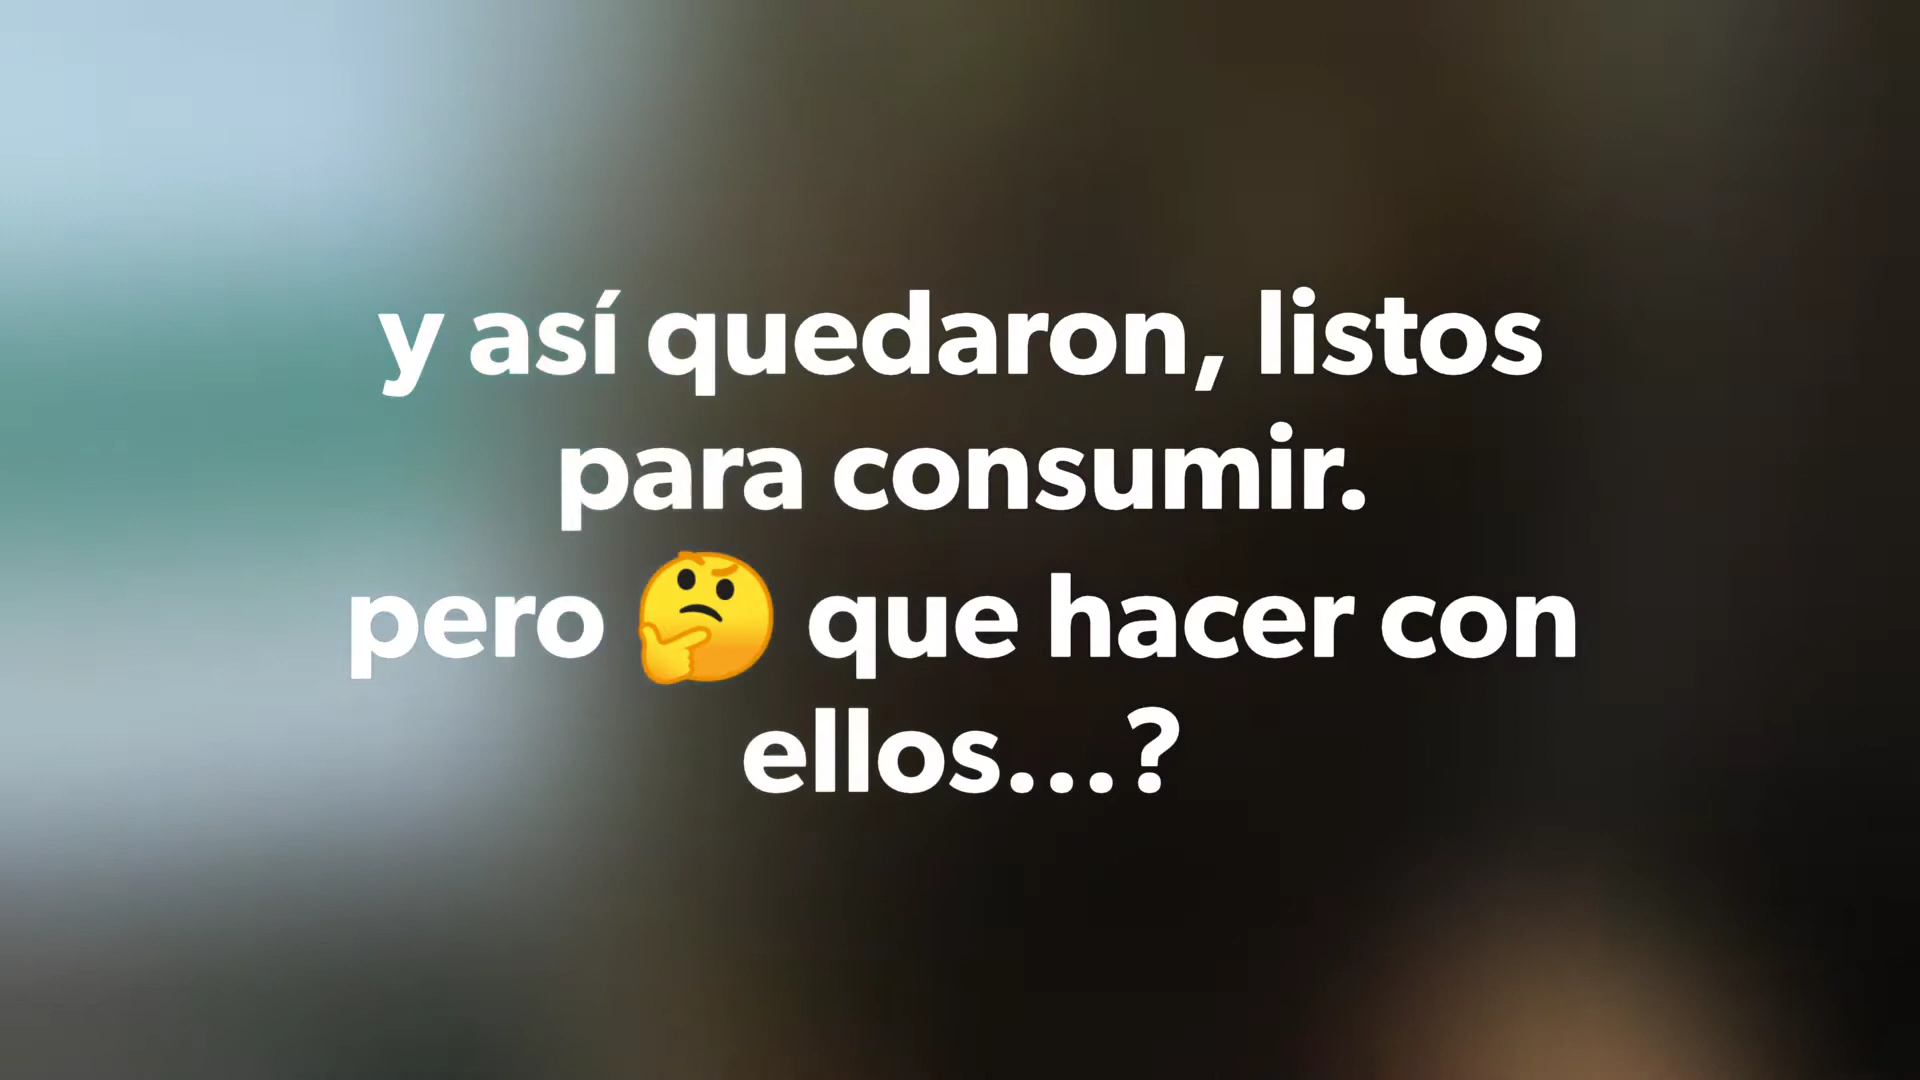 y así quedaron, listos
para consumir.
pero 🤔 que hacer con
ellos...?